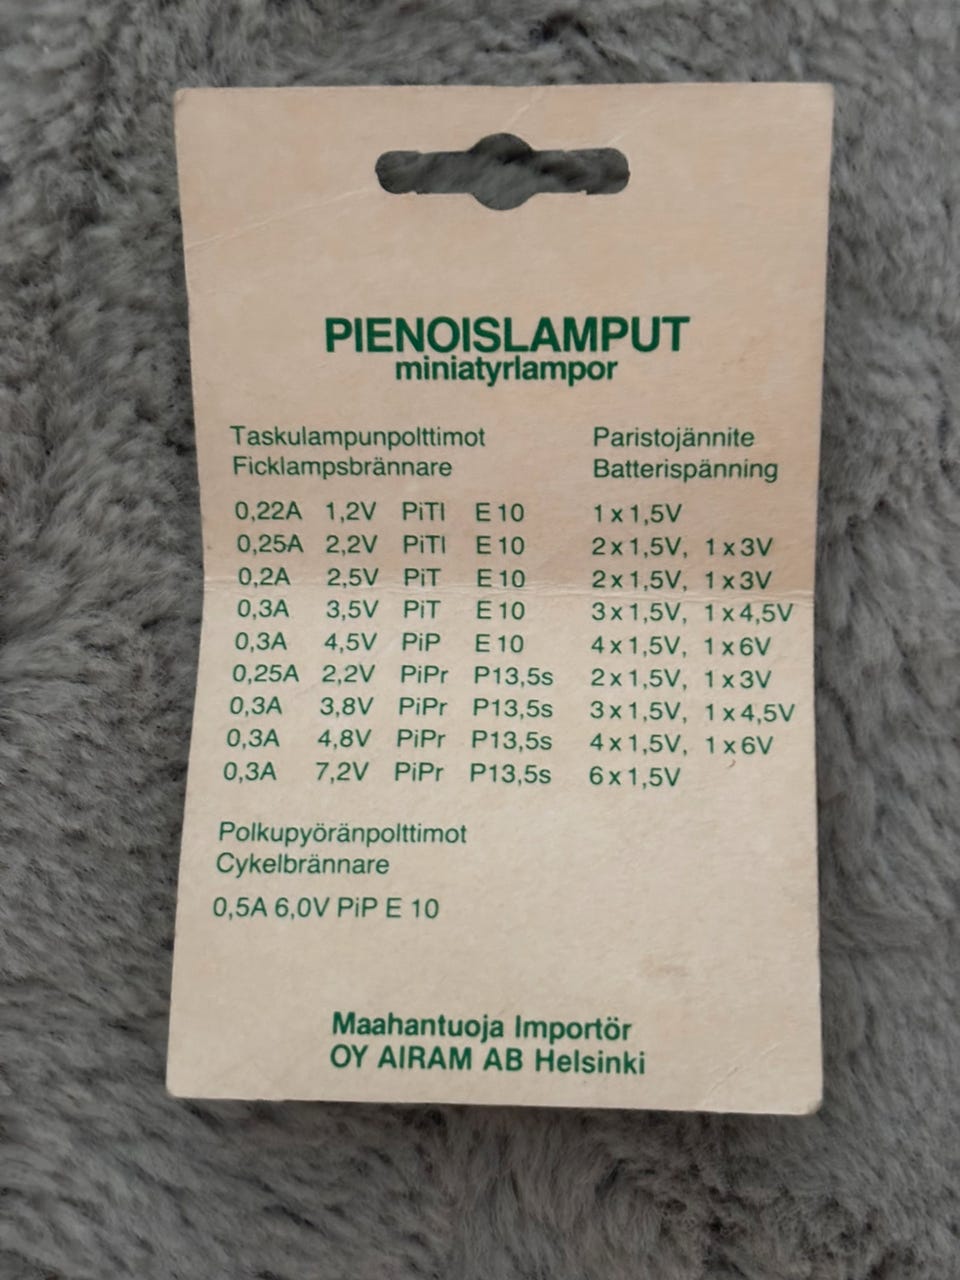 PIENOISLAMPUT
miniatyrlampor
Taskulampunpolttimot Paristojännite
Ficklampsbrännare Batterispänning
0,22A 1,2V PiTl E 10 1 x 1,5V
0,25A 2,2V PiTl E 10 2 x 1,5V, 1 x 3V
0,2A 2,5V PiT E 10 2 x 1,5V, 1 x 3V
0,3A 3,5V PiT E 10 3 x 1,5V, 1 x 4,5V
0,3A 4,5V PiP E 10 4 x 1,5V, 1 x 6V
0,25A 2,2V PiPr P13,5s 2 x 1,5V, 1 x 3V
0,3A 3,8V PiPr P13,5s 3 x 1,5V, 1 x 4,5V
0,3A 4,8V PiPr P13,5s 4 x 1,5V, 1 x 6V
0,3A 7,2V PiPr P13,5s 6 x 1,5V
Polkupyöränpolttimot
Cykelbrännare
0,5A 6,0V PiP E 10
Maahantuoja Importör
OY AIRAM AB Helsinki